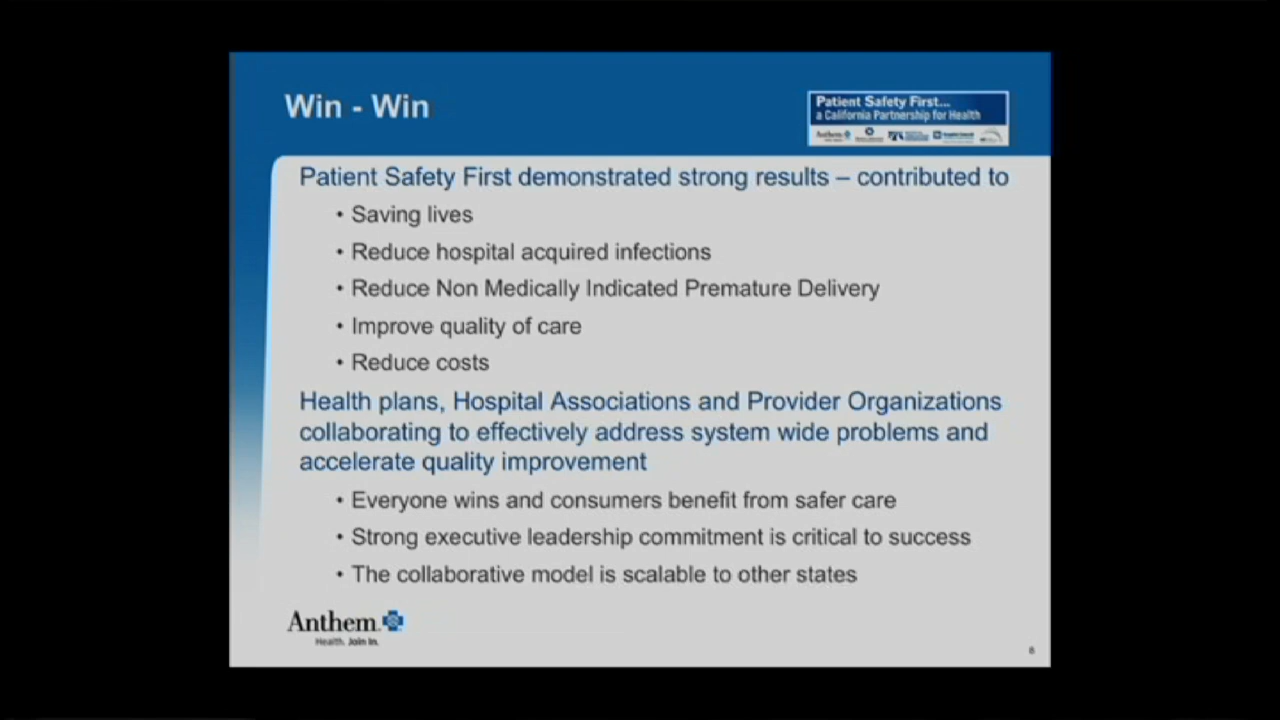 Win - Win
Patient Safety First...
a California Partnership for Health
Anthem
Patient Safety First demonstrated strong results – contributed to
• Saving lives
• Reduce hospital acquired infections
• Reduce Non Medically Indicated Premature Delivery
• Improve quality of care
• Reduce costs
Health plans, Hospital Associations and Provider Organizations
collaborating to effectively address system wide problems and
accelerate quality improvement
• Everyone wins and consumers benefit from safer care
• Strong executive leadership commitment is critical to success
• The collaborative model is scalable to other states
Anthem
Health. Join In.